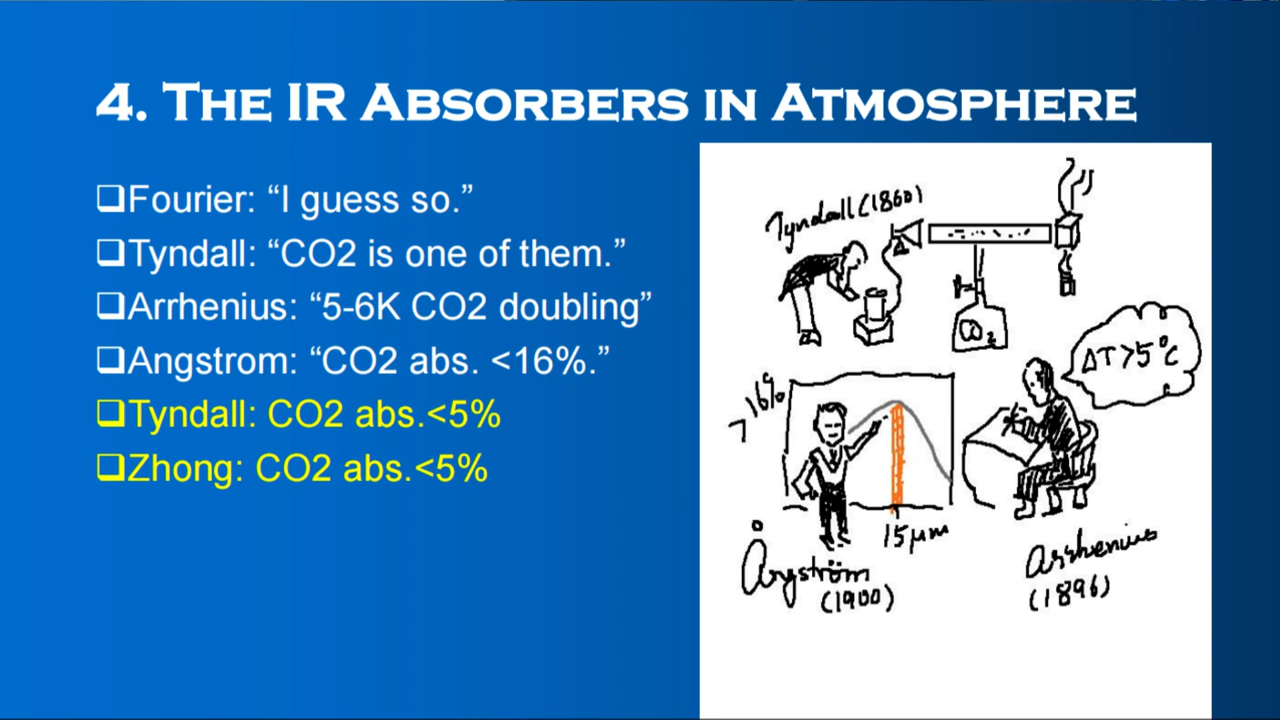 4. THE IR ABSORBERS IN ATMOSPHERE
❑Fourier: “I guess so.”
❑Tyndall: “CO2 is one of them.”
❑Arrhenius: “5-6K CO2 doubling”
❑Angstrom: “CO2 abs. <16%.”
❑Tyndall: CO2 abs.<5%
❑Zhong: CO2 abs.<5%
Tyndall (1860)
CO2
ΔT>5°C
16%
15μm
Ångström
(1900)
Arrhenius
(1896)